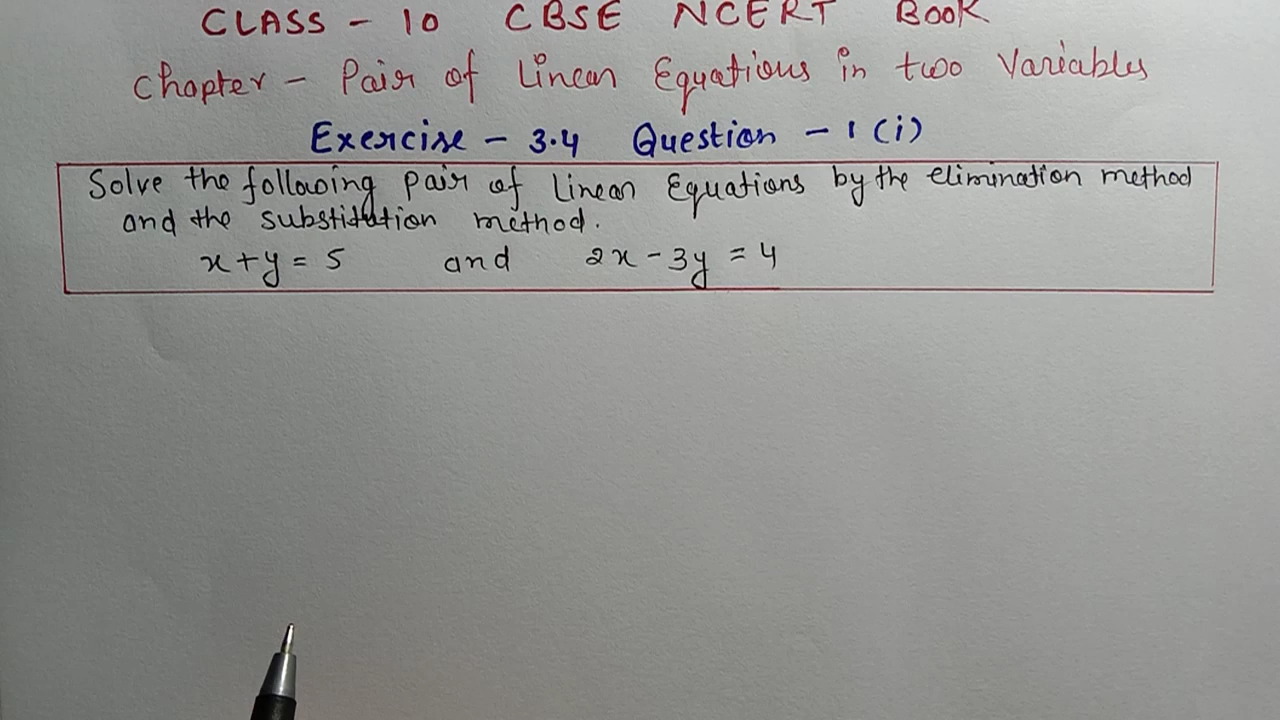 CLASS - 10 CBSE NCERT Book
Chapter - Pair of Linear Equations in two Variables
Exercise - 3.4 Question - 1 (i)
Solve the following pair of Linear Equations by the elimination method
and the substitution method.
x + y = 5 and 2x - 3y = 4